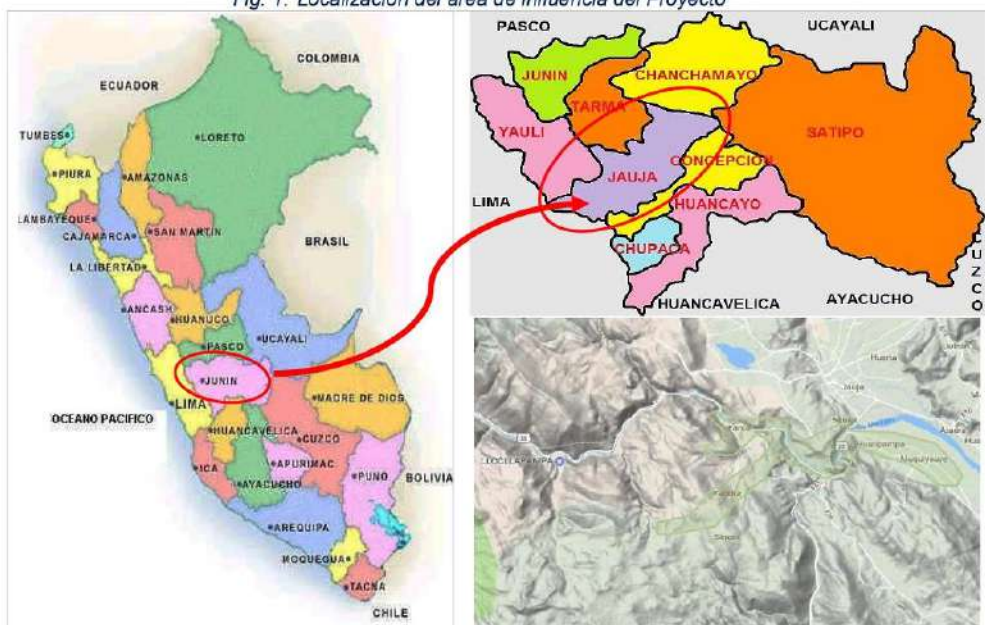 Fig. 1. Localización del área de Influencia del Proyecto
COLOMBIA
ECUADOR
TUMBES
LORETO
PIURA
AMAZONAS
LAMBAYEQUE
CAJAMARCA
SAN MARTIN
BRASIL
LA LIBERTAD
ANCASH
HUANUCO
UCAYALI
PASCO
JUNIN
LIMA
MADRE DE DIOS
OCEANO PACIFICO
HUANCAVELICA
CUZCO
ICA
APURIMAC
PUNO
BOLIVIA
AYACUCHO
AREQUIPA
MOQUEGUA
TACNA
CHILE
PASCO
UCAYALI
JUNIN
CHANCHAMAYO
TARMA
YAULI
SATIPO
CONCEPCION
JAUJA
LIMA
HUANCAYO
CHUPACA
CUZCO
HUANCAVELICA
AYACUCHO
Jauja